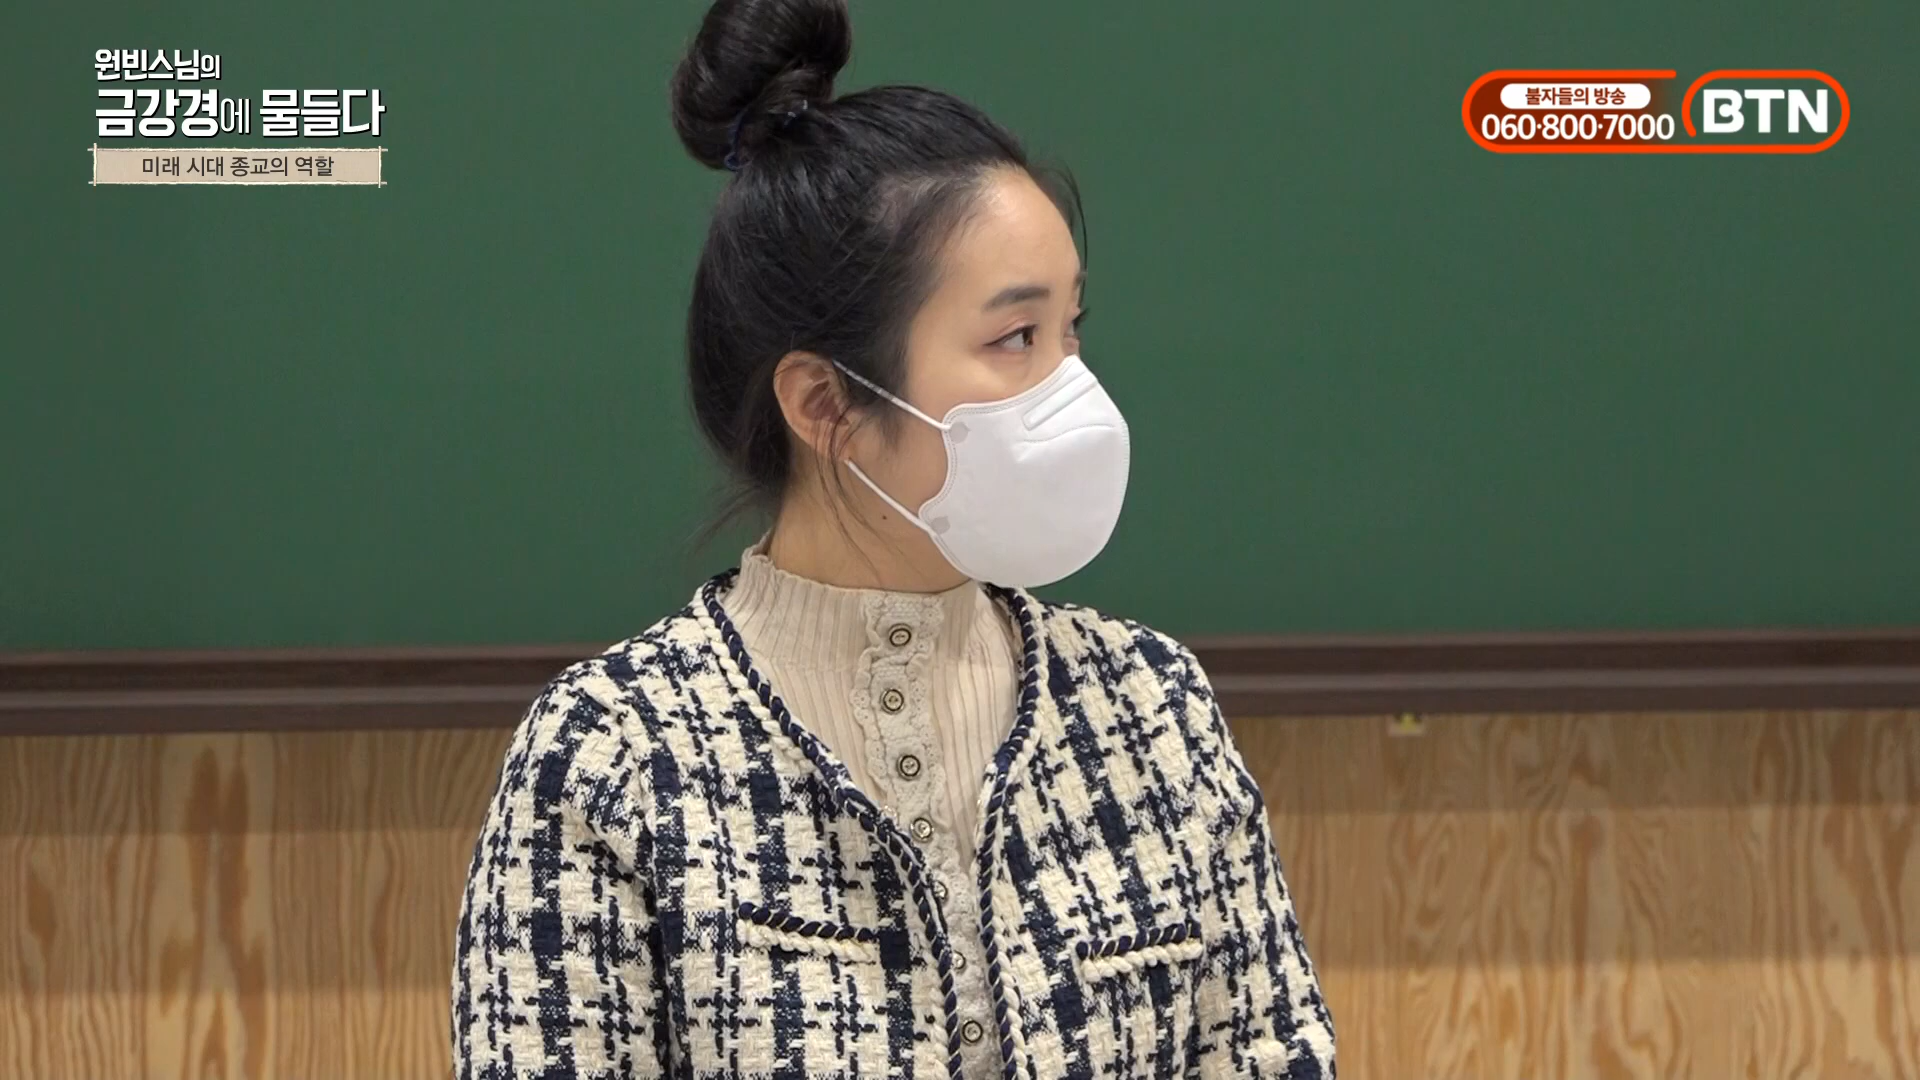 원빈스님의
금강경에 물들다
미래 시대 종교의 역할
불자들의 방송
060·800·7000
BTN